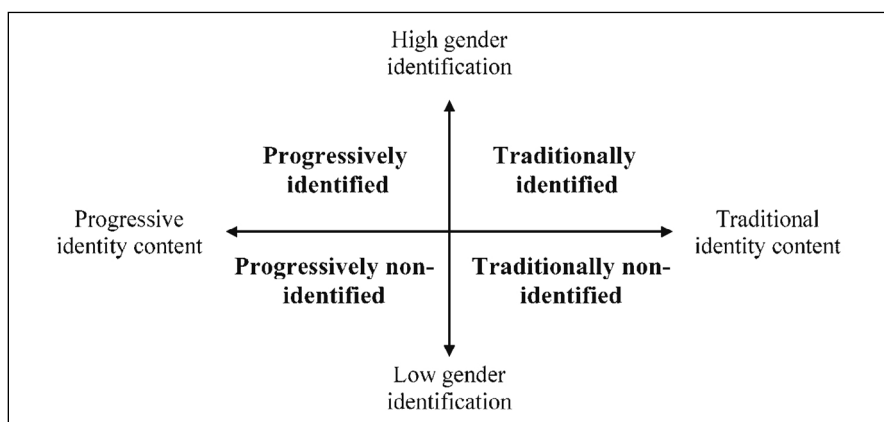 High gender
identification
Progressively
identified
Traditionally
identified
Progressive
identity content
Traditional
identity content
Progressively non-
identified
Traditionally non-
identified
Low gender
identification